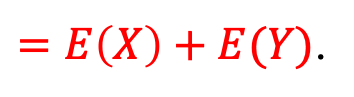 = E(X) + E(Y).